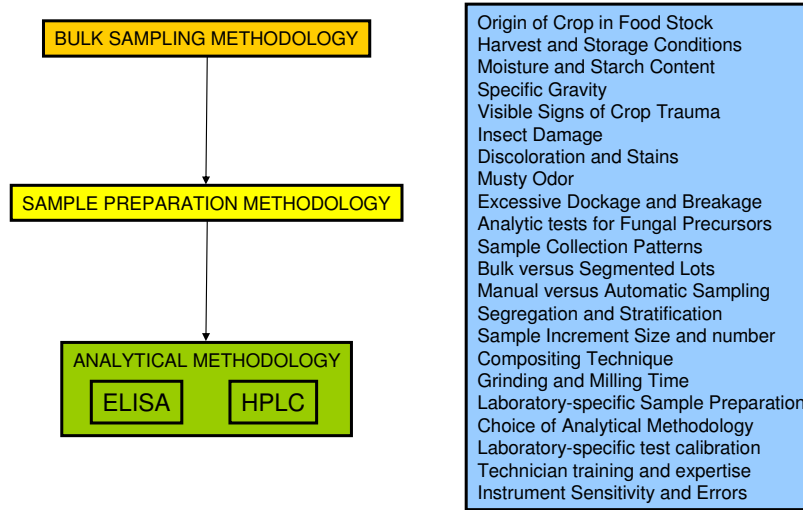 BULK SAMPLING METHODOLOGY
SAMPLE PREPARATION METHODOLOGY
ANALYTICAL METHODOLOGY
ELISA
HPLC
Origin of Crop in Food Stock
Harvest and Storage Conditions
Moisture and Starch Content
Specific Gravity
Visible Signs of Crop Trauma
Insect Damage
Discoloration and Stains
Musty Odor
Excessive Dockage and Breakage
Analytic tests for Fungal Precursors
Sample Collection Patterns
Bulk versus Segmented Lots
Manual versus Automatic Sampling
Segregation and Stratification
Sample Increment Size and number
Compositing Technique
Grinding and Milling Time
Laboratory-specific Sample Preparation
Choice of Analytical Methodology
Laboratory-specific test calibration
Technician training and expertise
Instrument Sensitivity and Errors